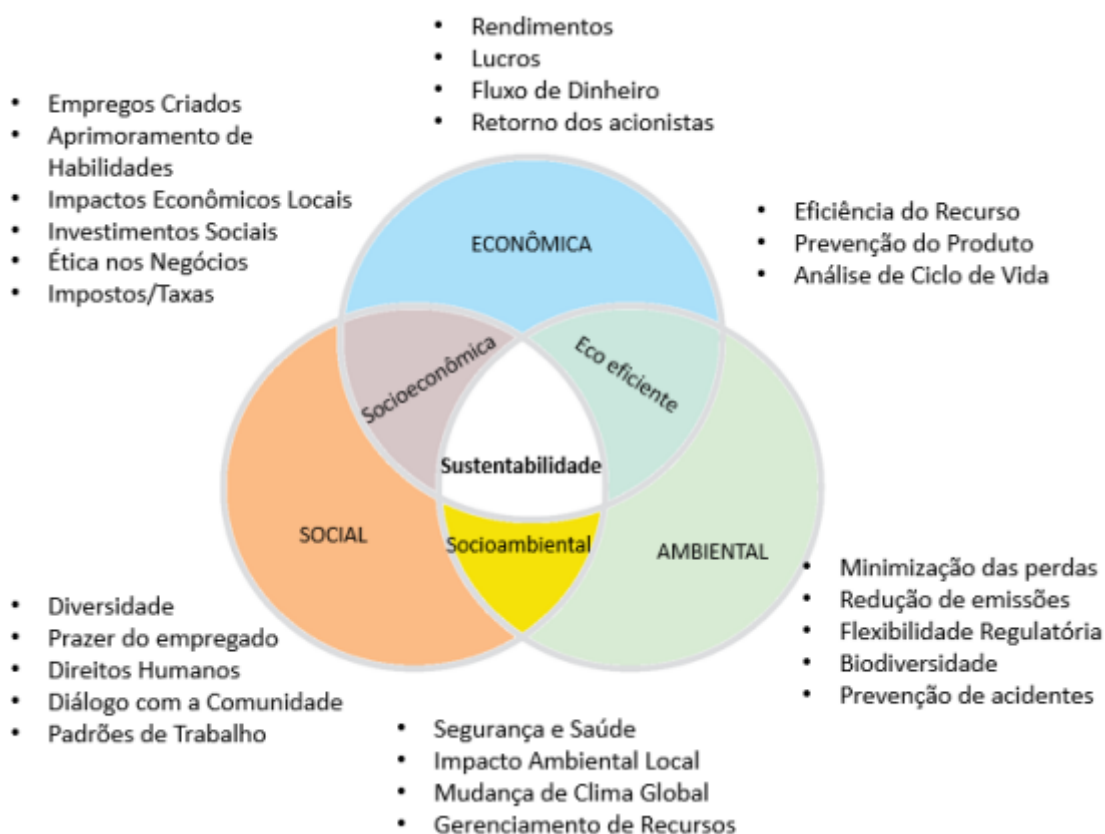 • Rendimentos
• Lucros
• Fluxo de Dinheiro
• Retorno dos acionistas
• Empregos Criados
• Aprimoramento de
Habilidades
• Impactos Econômicos Locais
• Investimentos Sociais
• Ética nos Negócios
• Impostos/Taxas
• Eficiência do Recurso
• Prevenção do Produto
• Análise de Ciclo de Vida
ECONÔMICA
Socioeconômica
Eco eficiente
Sustentabilidade
SOCIAL
Socioambiental
AMBIENTAL
• Diversidade
• Prazer do empregado
• Direitos Humanos
• Diálogo com a Comunidade
• Padrões de Trabalho
• Minimização das perdas
• Redução de emissões
• Flexibilidade Regulatória
• Biodiversidade
• Prevenção de acidentes
• Segurança e Saúde
• Impacto Ambiental Local
• Mudança de Clima Global
• Gerenciamento de Recursos